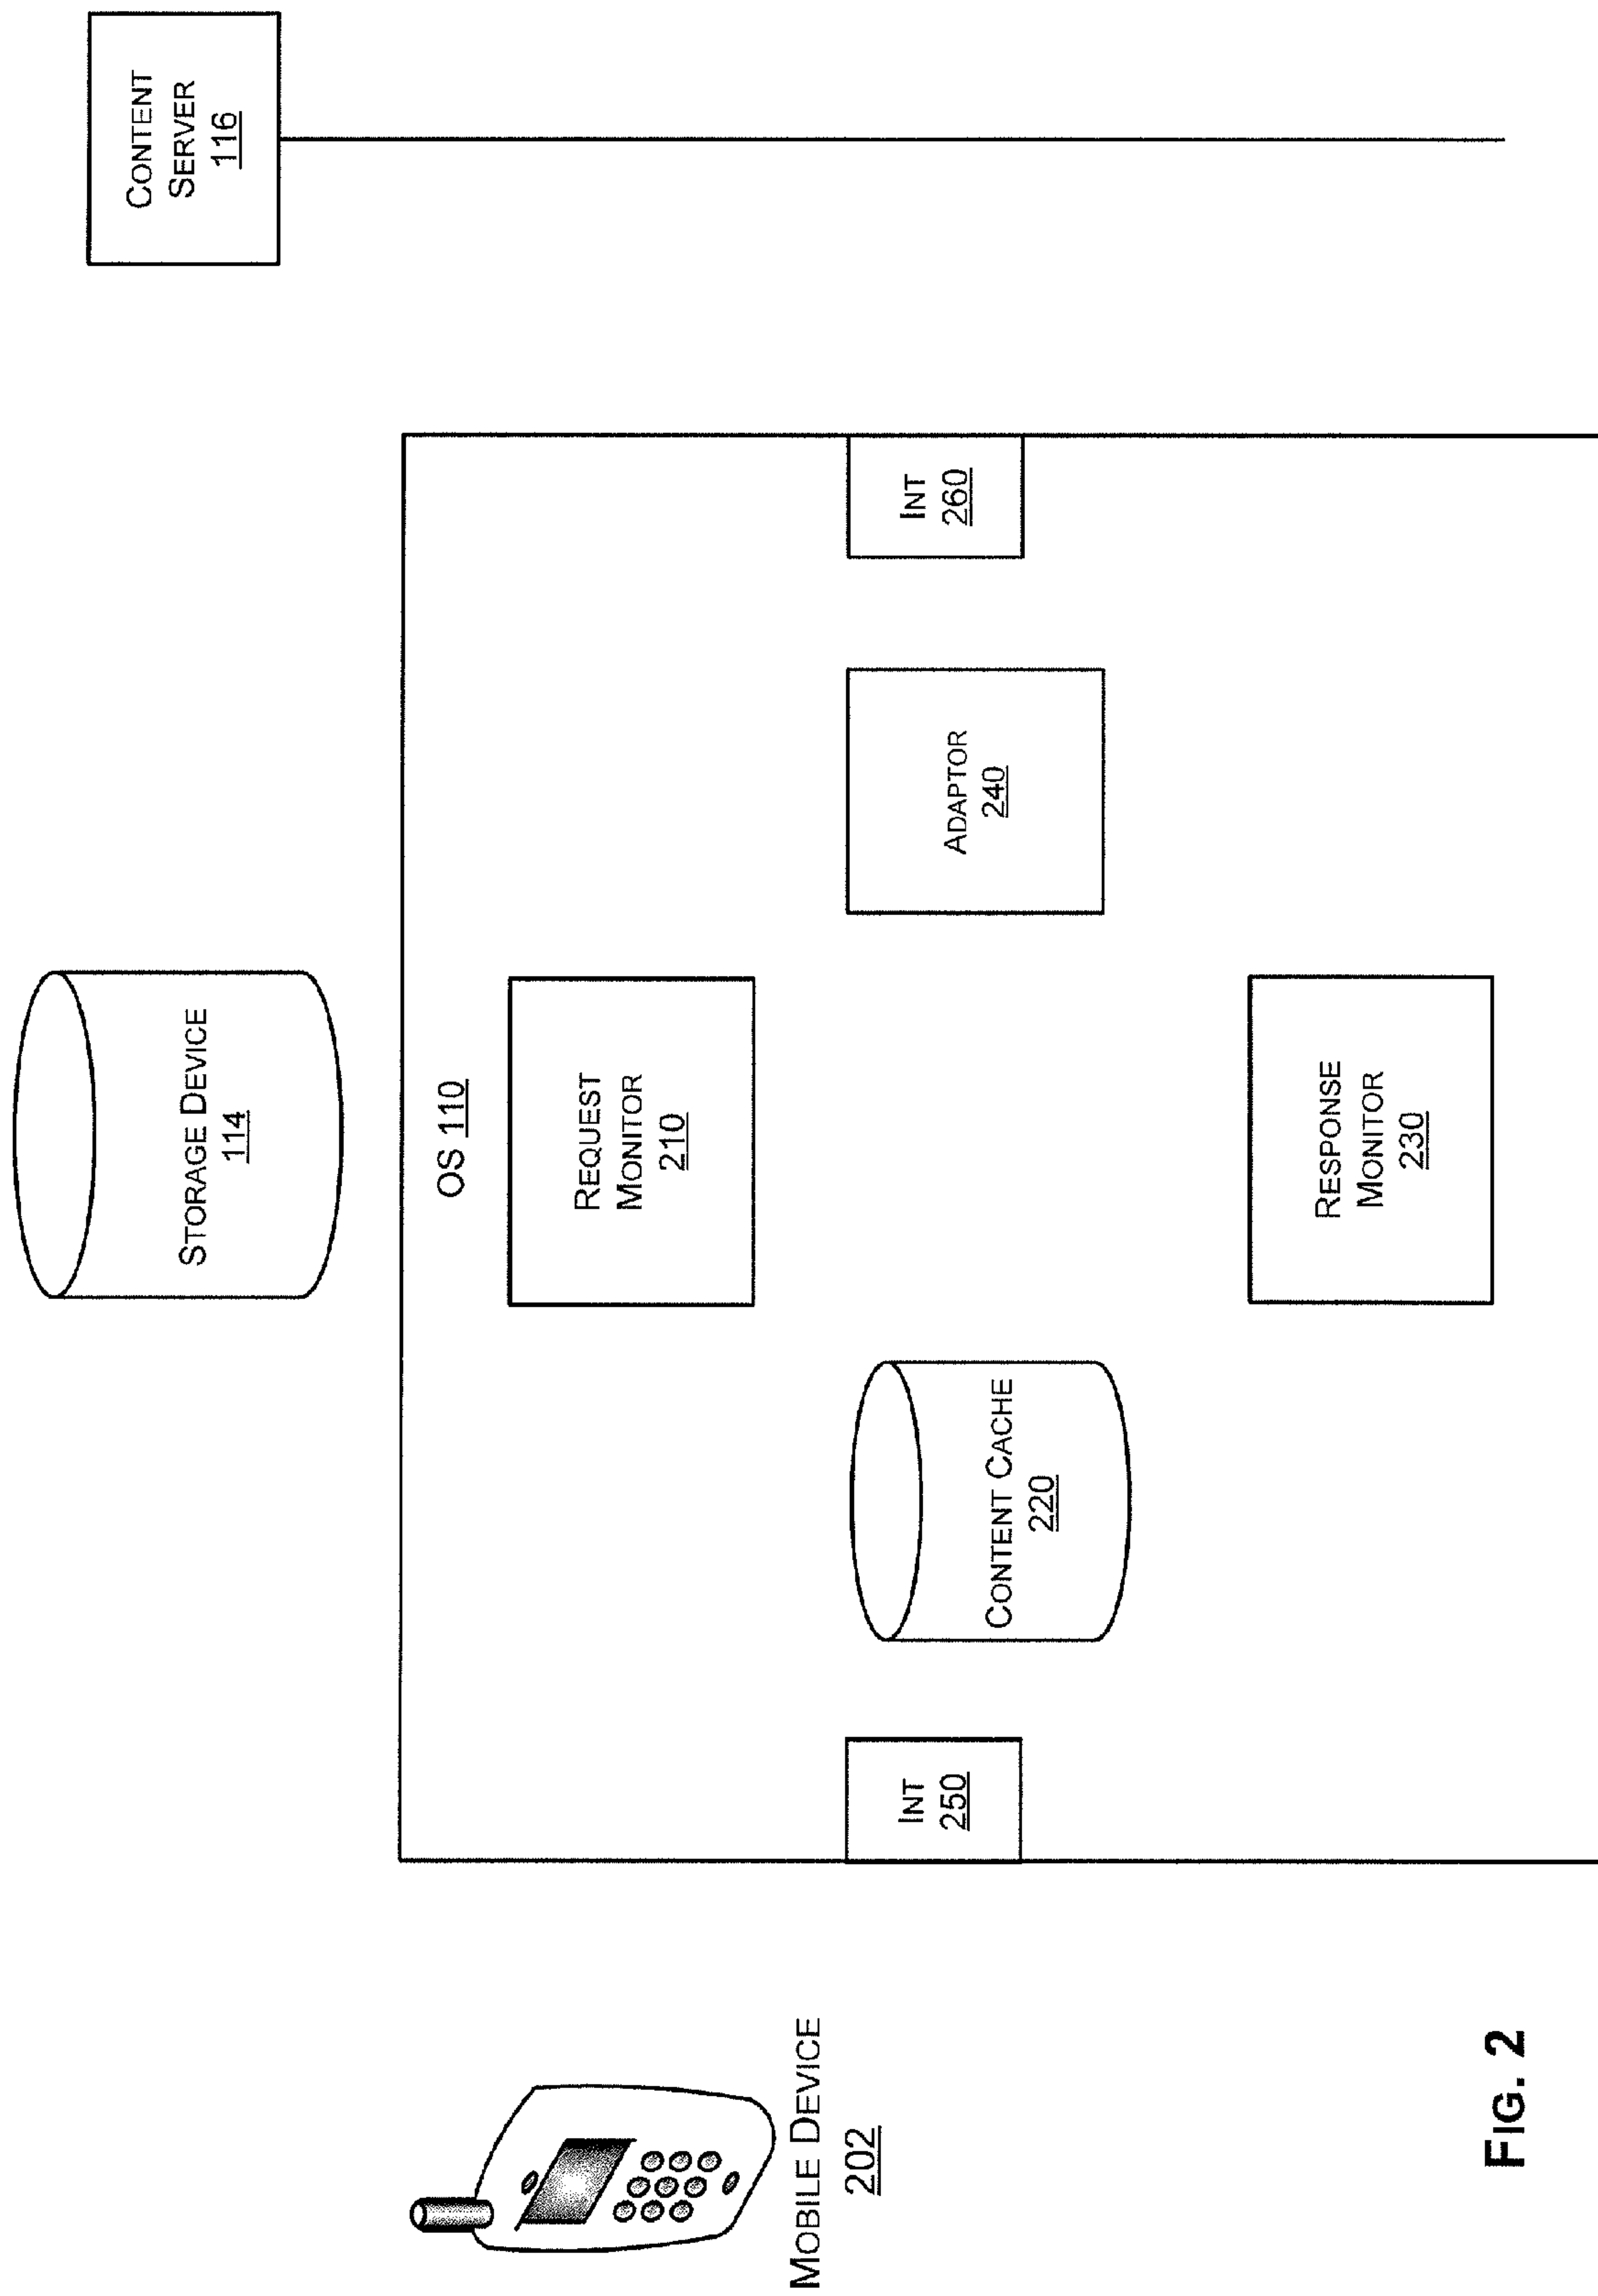 STORAGE DEVICE
114
CONTENT
SERVER
116
OS 110
REQUEST
MONITOR
210
MOBILE DEVICE
202
INT
250
CONTENT CACHE
220
ADAPTOR
240
INT
260
RESPONSE
MONITOR
230
FIG. 2